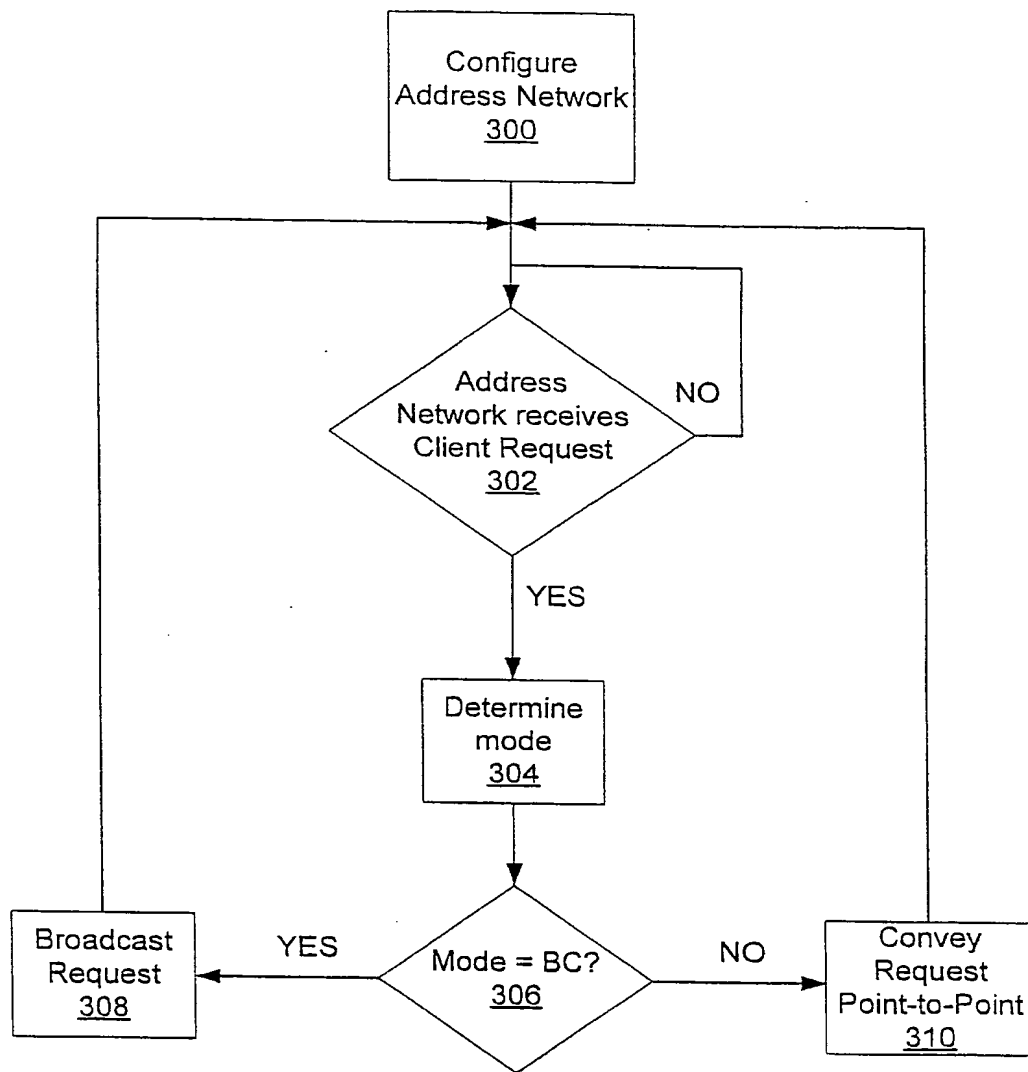 Configure
Address Network
300
Address
Network receives
Client Request
302
NO
YES
Determine
mode
304
Mode = BC?
306
YES
NO
Broadcast
Request
308
Convey
Request
Point-to-Point
310